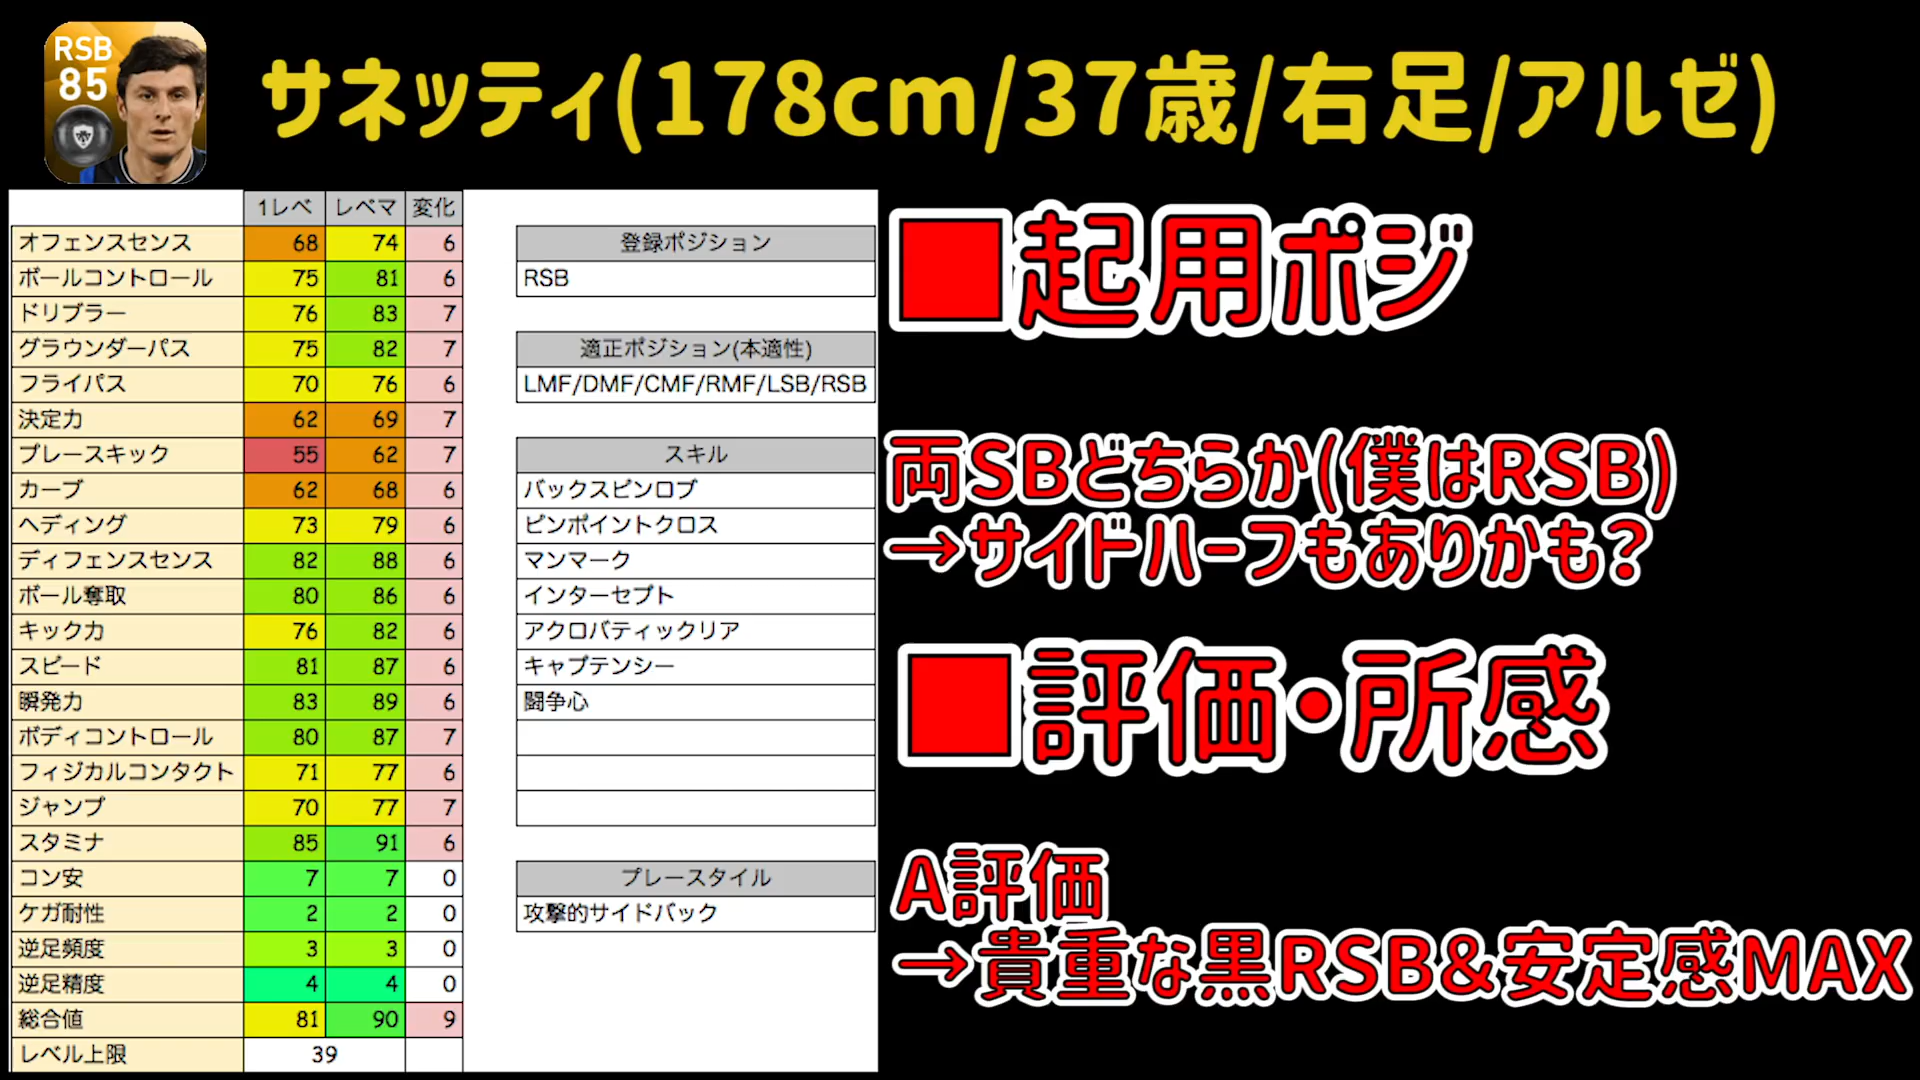 RSB
85
サネッティ(178cm/37歳/右足/アルゼ)
1レベ レベマ 変化
オフェンスセンス 68 74 6
ボールコントロール 75 81 6
ドリブラー 76 83 7
グラウンダーパス 75 82 7
フライパス 70 76 6
決定力 62 69 7
プレースキック 55 62 7
カーブ 62 68 6
ヘディング 73 79 6
ディフェンスセンス 82 88 6
ボール奪取 80 86 6
キック力 76 82 6
スピード 81 87 6
瞬発力 83 89 6
ボディコントロール 80 87 7
フィジカルコンタクト 71 77 6
ジャンプ 70 77 7
スタミナ 85 91 6
コン安 7 7 0
ケガ耐性 2 2 0
逆足頻度 3 3 0
逆足精度 4 4 0
総合値 81 90 9
レベル上限 39
登録ポジション
RSB
適正ポジション(本適性)
LMF/DMF/CMF/RMF/LSB/RSB
スキル
バックスピンロブ
ピンポイントクロス
マンマーク
インターセプト
アクロバティックリア
キャプテンシー
闘争心
プレースタイル
攻撃的サイドバック
■起用ポジ
両SBどちらか(僕はRSB)
→サイドハーフもありかも?
■評価・所感
A評価
→貴重な黒RSB&安定感MAX